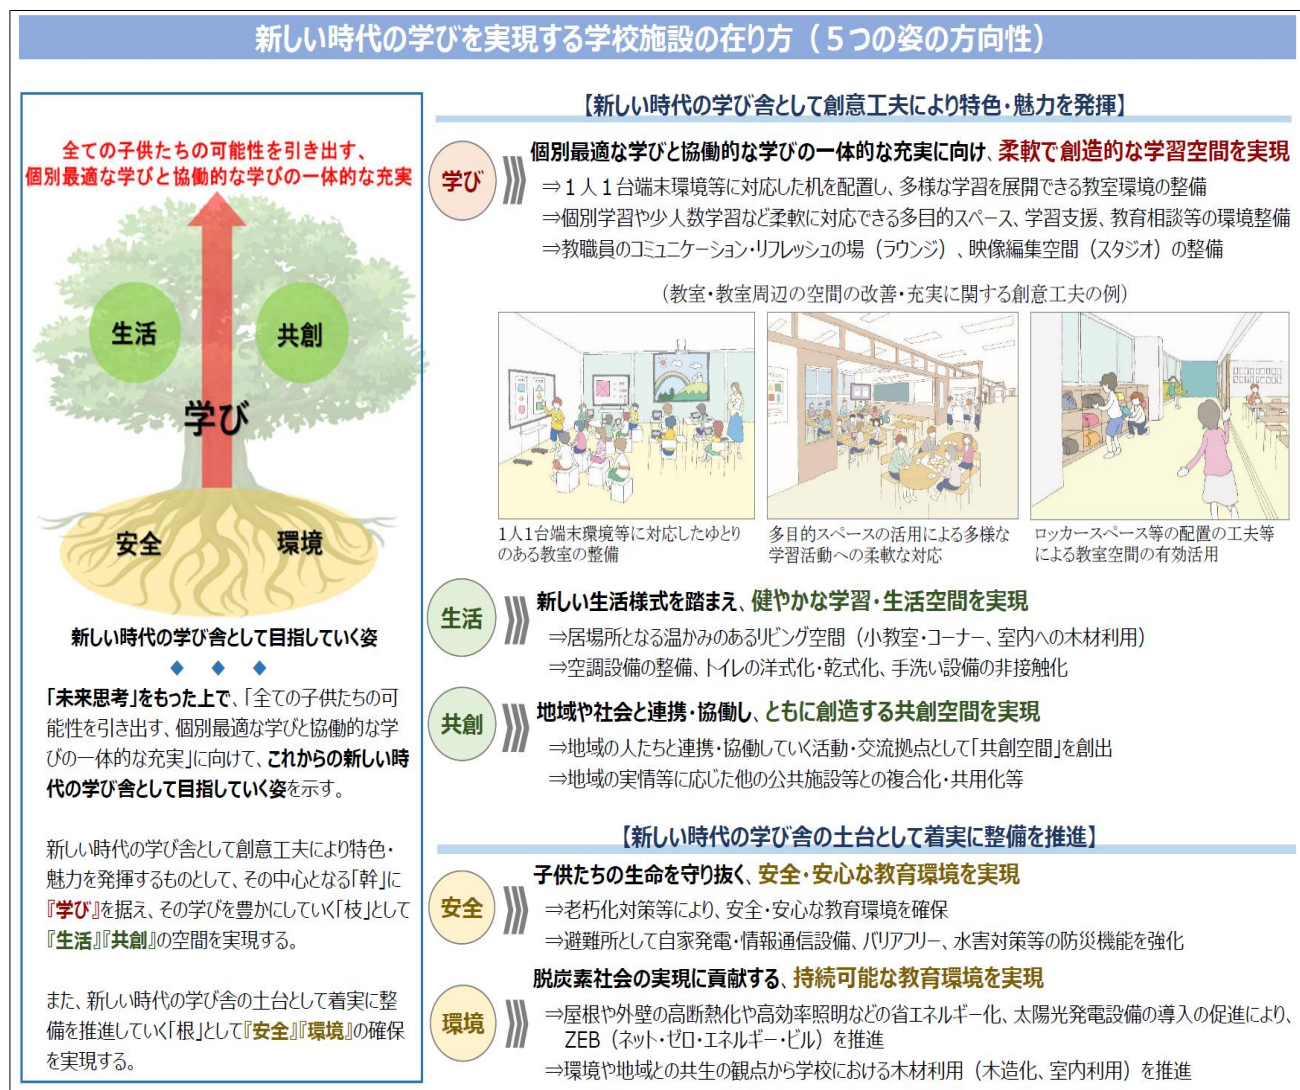 新しい時代の学びを実現する学校施設の在り方（５つの姿の方向性）
全ての子供たちの可能性を引き出す、
個別最適な学びと協働的な学びの一体的な充実
生活
共創
学び
安全
環境
新しい時代の学び舎として目指していく姿
◆ ◆ ◆
「未来思考」をもった上で、「全ての子供たちの可
能性を引き出す、個別最適な学びと協働的な学
びの一体的な充実」に向けて、これからの新しい時
代の学び舎として目指していく姿を示す。
新しい時代の学び舎として創意工夫により特色・
魅力を発揮するものとして、その中心となる「幹」に
『学び』を据え、その学びを豊かにしていく「枝」として
『生活』『共創』の空間を実現する。
また、新しい時代の学び舎の土台として着実に整
備を推進していく「根」として『安全』『環境』の確保
を実現する。
【新しい時代の学び舎として創意工夫により特色・魅力を発揮】
学び
個別最適な学びと協働的な学びの一体的な充実に向け、柔軟で創造的な学習空間を実現
⇒１人１台端末環境等に対応した机を配置し、多様な学習を展開できる教室環境の整備
⇒個別学習や少人数学習など柔軟に対応できる多目的スペース、学習支援、教育相談等の環境整備
⇒教職員のコミュニケーション・リフレッシュの場（ラウンジ）、映像編集空間（スタジオ）の整備
（教室・教室周辺の空間の改善・充実に関する創意工夫の例）
1人1台端末環境等に対応したゆとり
のある教室の整備
多目的スペースの活用による多様な
学習活動への柔軟な対応
ロッカースペース等の配置の工夫等
による教室空間の有効活用
生活
新しい生活様式を踏まえ、健やかな学習・生活空間を実現
⇒居場所となる温かみのあるリビング空間（小教室・コーナー、室内への木材利用）
⇒空調設備の整備、トイレの洋式化・乾式化、手洗い設備の非接触化
共創
地域や社会と連携・協働し、ともに創造する共創空間を実現
⇒地域の人たちと連携・協働していく活動・交流拠点として「共創空間」を創出
⇒地域の実情等に応じた他の公共施設等との複合化・共用化等
【新しい時代の学び舎の土台として着実に整備を推進】
安全
子供たちの生命を守り抜く、安全・安心な教育環境を実現
⇒老朽化対策等により、安全・安心な教育環境を確保
⇒避難所として自家発電・情報通信設備、バリアフリー、水害対策等の防災機能を強化
環境
脱炭素社会の実現に貢献する、持続可能な教育環境を実現
⇒屋根や外壁の高断熱化や高効率照明などの省エネルギー化、太陽光発電設備の導入の促進により、
ZEB（ネット・ゼロ・エネルギー・ビル）を推進
⇒環境や地域との共生の観点から学校における木材利用（木造化、室内利用）を推進